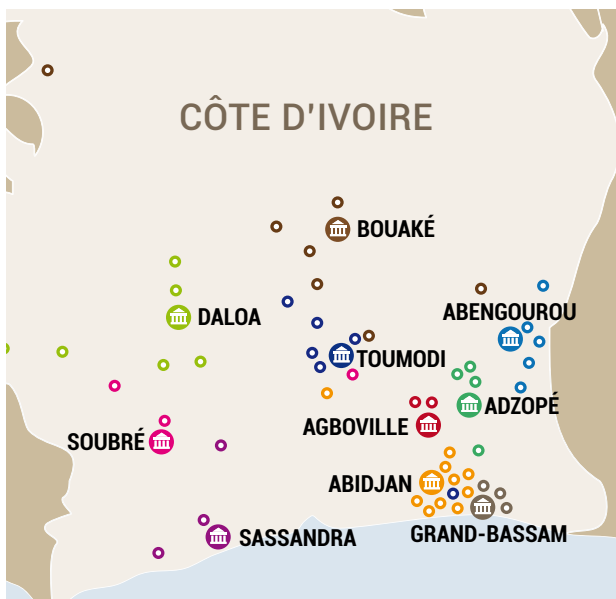 CÔTE D'IVOIRE
BOUAKÉ
DALOA
ABENGOUROU
TOUMODI
ADZOPÉ
AGBOVILLE
SOUBRÉ
ABIDJAN
GRAND-BASSAM
SASSANDRA